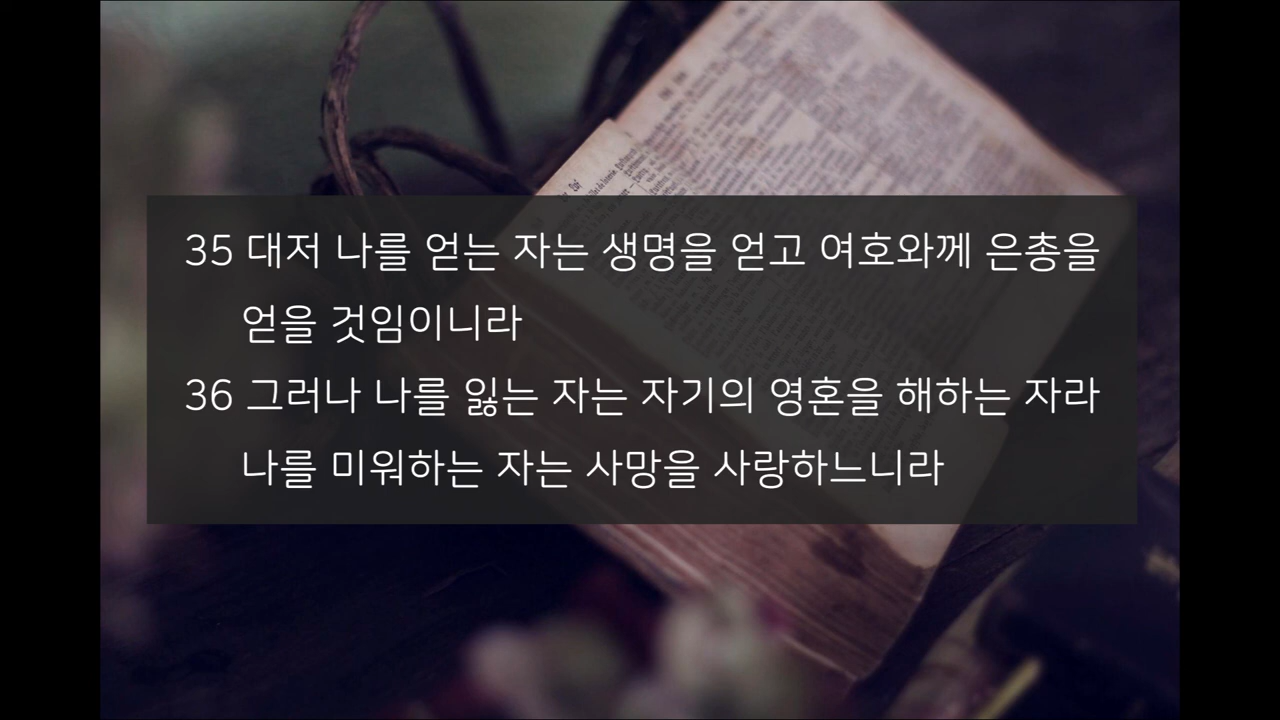 35 대저 나를 얻는 자는 생명을 얻고 여호와께 은총을
얻을 것임이니라
36 그러나 나를 잃는 자는 자기의 영혼을 해하는 자라
나를 미워하는 자는 사망을 사랑하느니라